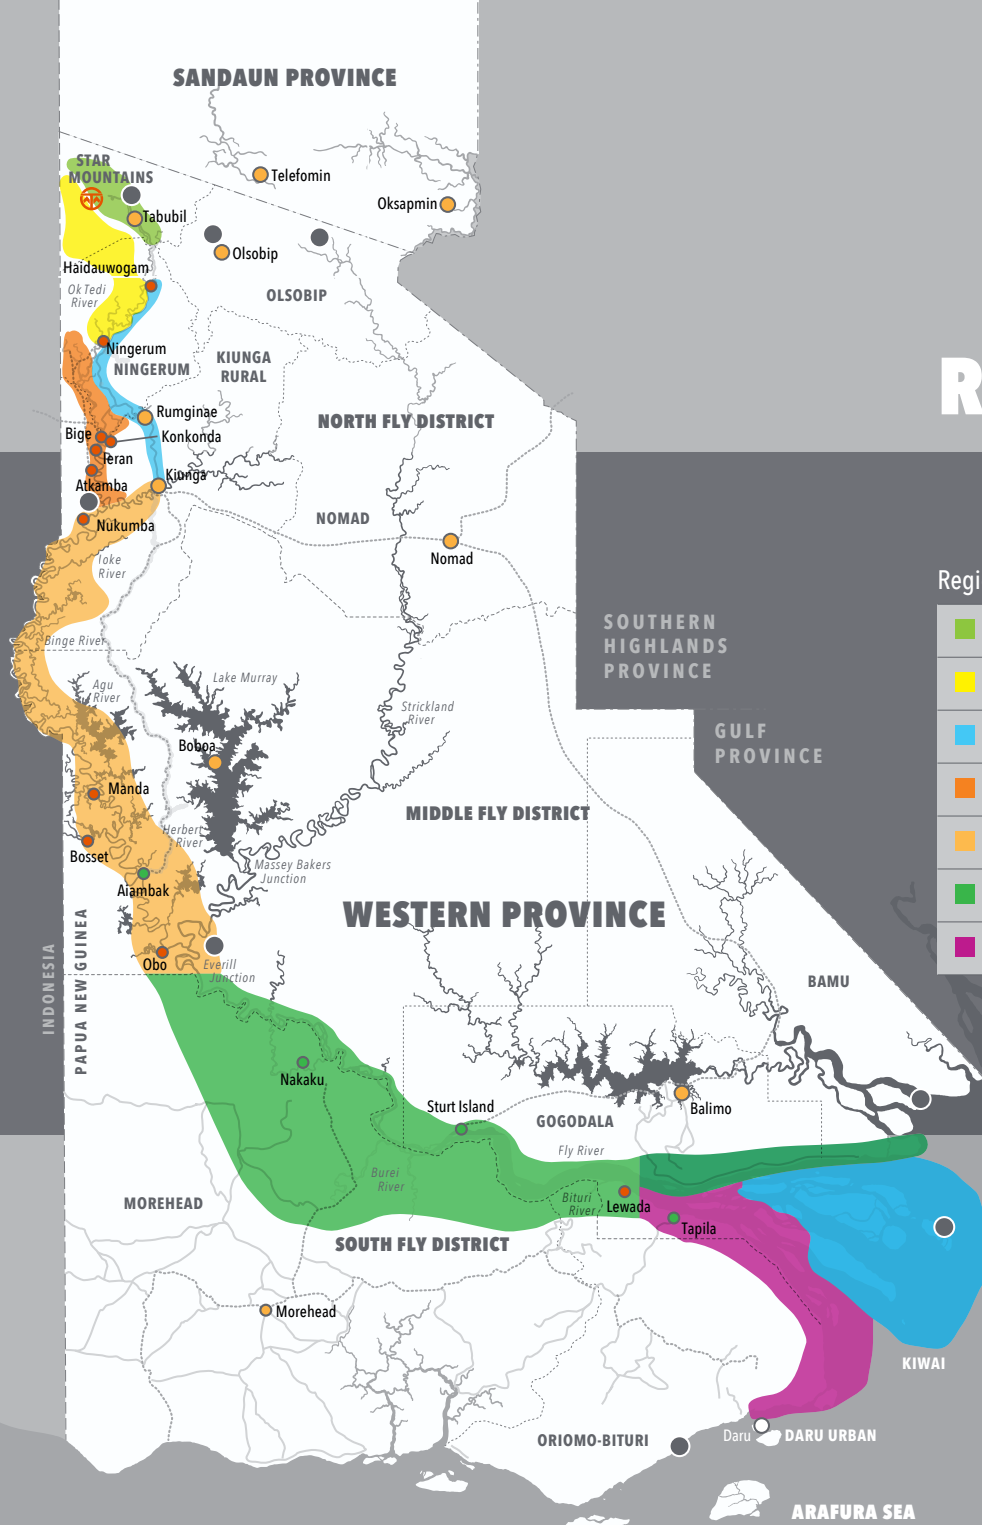 SANDAUN PROVINCE
STAR
MOUNTAINS
Telefomin
Oksapmin
Tabubil
Olsobip
Haidauwogam
Ok Tedi
River
OLSOBIP
Ningerum
NINGERUM
KIUNGA
RURAL
R
Rumginae
NORTH FLY DISTRICT
Bige
Konkonda
Ieran
Kiunga
Atkamba
Nukumba
NOMAD
Nomad
Ioke
River
Regi
SOUTHERN
HIGHLANDS
PROVINCE
Binge River
Agu
River
Lake Murray
Strickland
River
GULF
PROVINCE
Boboa
Manda
MIDDLE FLY DISTRICT
Herbert
River
Bosset
Massey Bakers
Junction
Aiambak
WESTERN PROVINCE
INDONESIA
PAPUA NEW GUINEA
Obo
Everill
Junction
BAMU
Nakaku
Sturt Island
Balimo
GOGODALA
Fly River
Burei
River
MOREHEAD
Bituri
River
Lewada
Tapila
SOUTH FLY DISTRICT
Morehead
KIWAI
ORIOMO-BITURI
Daru
DARU URBAN
ARAFURA SEA